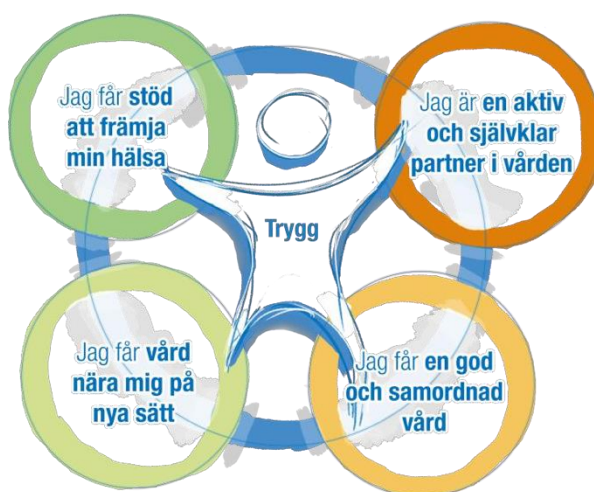 Jag får stöd
att främja
min hälsa
Jag är en aktiv
och självklar
partner i vården
Trygg
Jag får vård
nära mig på
nya sätt
Jag får en god
och samordnad
vård